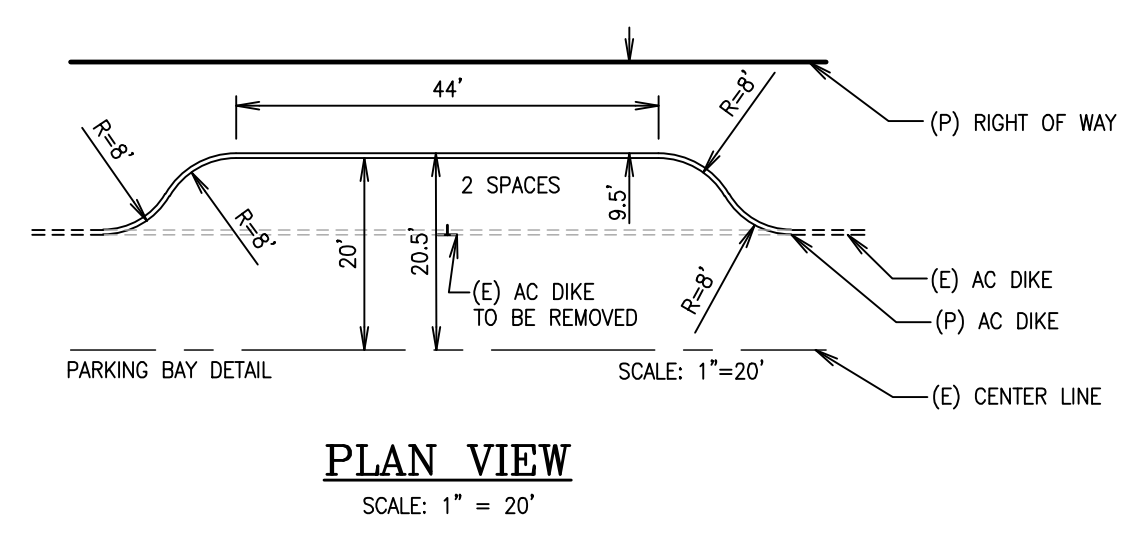 44'
R=8'
(P) RIGHT OF WAY
R=8'
2 SPACES
9.5'
R=8'
20'
20.5'
R=8'
(E) AC DIKE
TO BE REMOVED
(E) AC DIKE
(P) AC DIKE
PARKING BAY DETAIL
SCALE: 1"=20'
(E) CENTER LINE
PLAN VIEW
SCALE: 1" = 20'